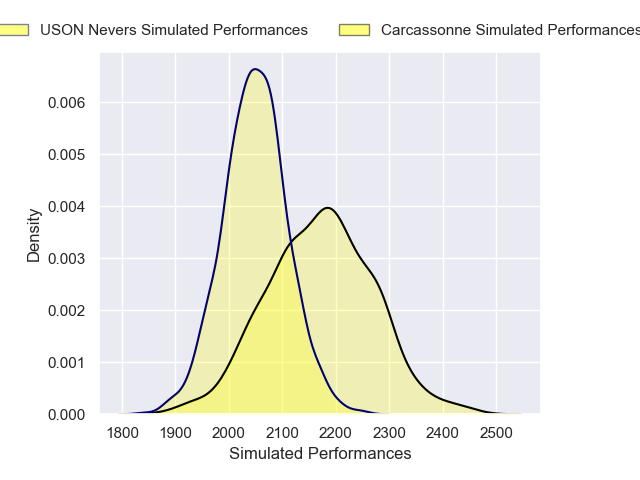 USON Nevers Simulated Performances Carcassonne Simulated Performances
0.006
0.005
0.004
0.003
0.002
0.001
0.000
Density
1800 1900 2000 2100 2200 2300 2400 2500
Simulated Performances